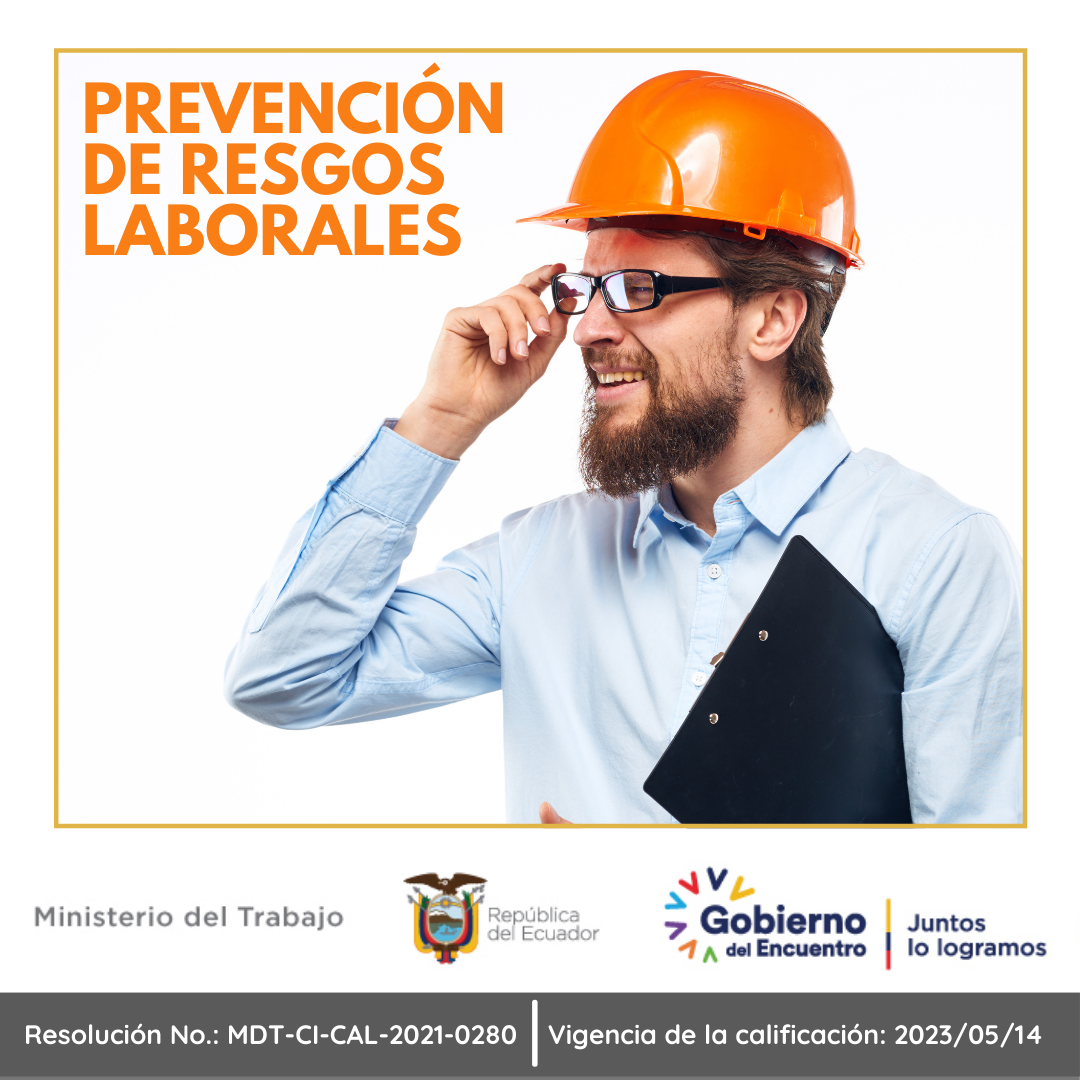 PREVENCIÓN
DE RESGOS
LABORALES
Ministerio del Trabajo
República
del Ecuador
Gobierno
del Encuentro
Juntos
lo logramos
Resolución No.: MDT-CI-CAL-2021-0280
Vigencia de la calificación: 2023/05/14